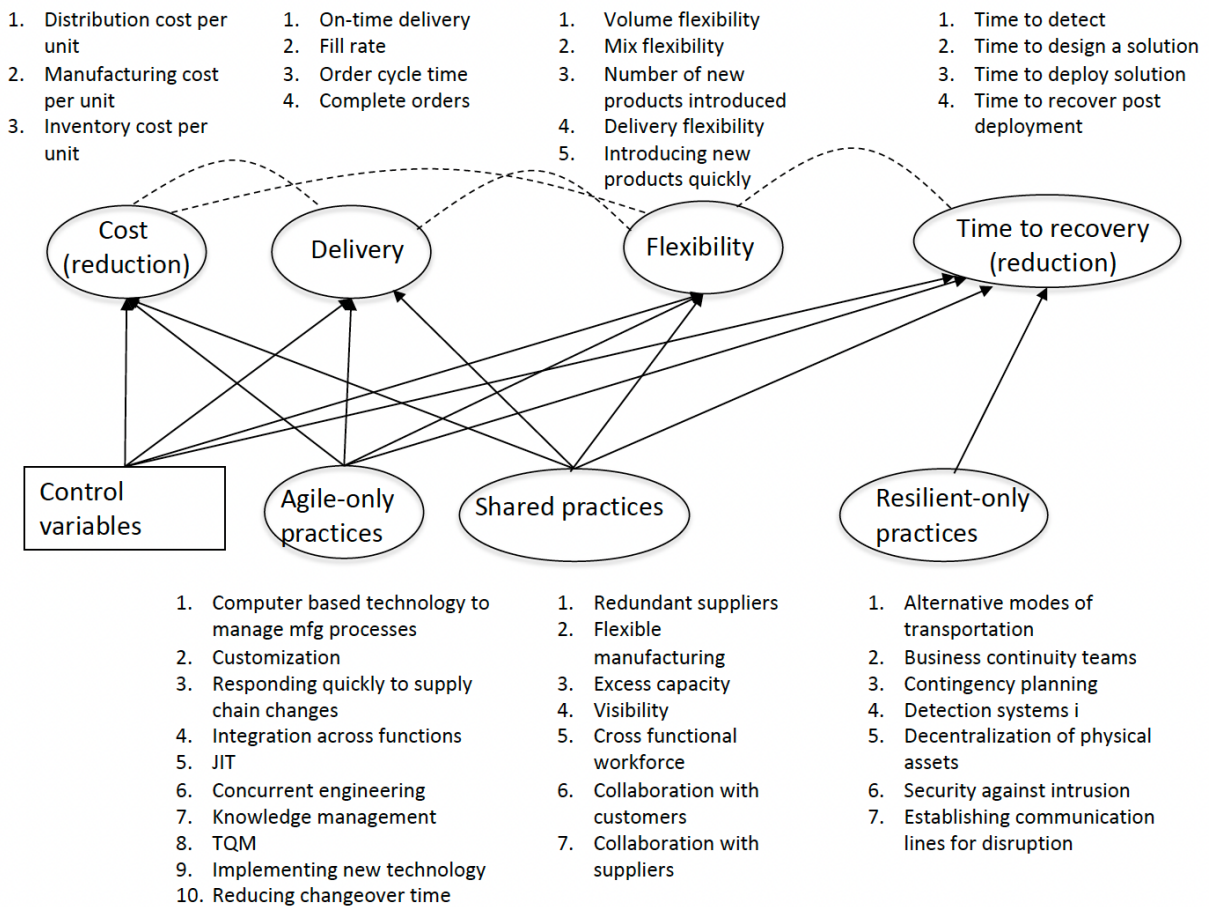 1. Distribution cost per
unit
2. Manufacturing cost
per unit
3. Inventory cost per
unit
1. On-time delivery
2. Fill rate
3. Order cycle time
4. Complete orders
1. Volume flexibility
2. Mix flexibility
3. Number of new
products introduced
4. Delivery flexibility
5. Introducing new
products quickly
1. Time to detect
2. Time to design a solution
3. Time to deploy solution
4. Time to recover post
deployment
Cost
(reduction)
Delivery
Flexibility
Time to recovery
(reduction)
Control
variables
Agile-only
practices
Shared practices
Resilient-only
practices
1. Computer based technology to
manage mfg processes
2. Customization
3. Responding quickly to supply
chain changes
4. Integration across functions
5. JIT
6. Concurrent engineering
7. Knowledge management
8. TQM
9. Implementing new technology
10. Reducing changeover time
1. Redundant suppliers
2. Flexible
manufacturing
3. Excess capacity
4. Visibility
5. Cross functional
workforce
6. Collaboration with
customers
7. Collaboration with
suppliers
1. Alternative modes of
transportation
2. Business continuity teams
3. Contingency planning
4. Detection systems i
5. Decentralization of physical
assets
6. Security against intrusion
7. Establishing communication
lines for disruption